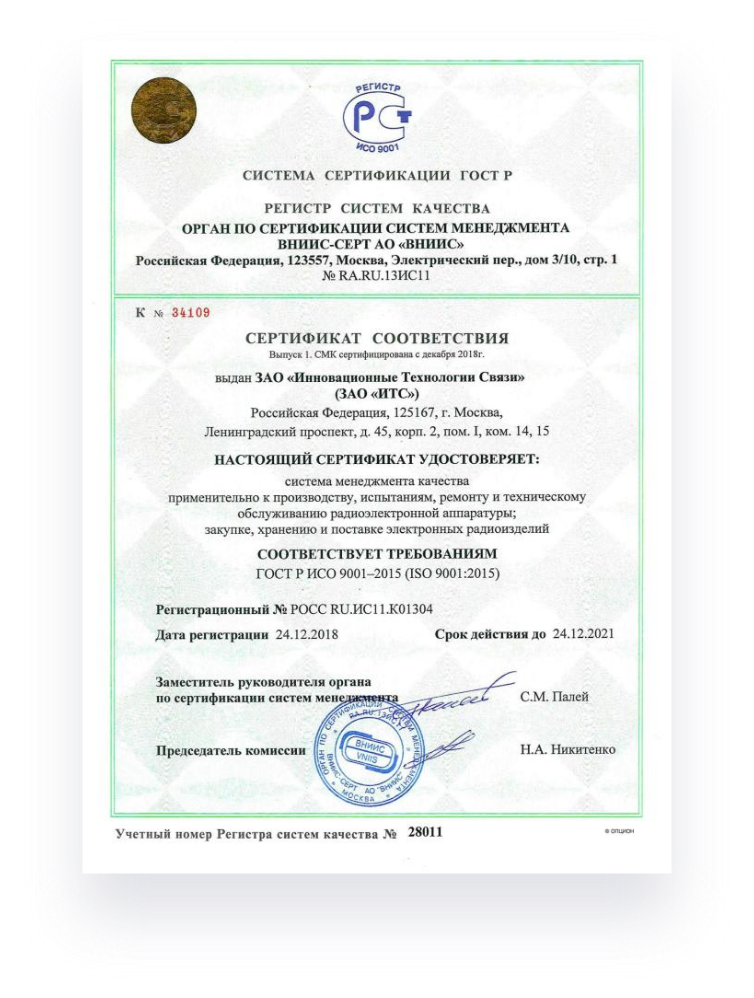 РЕГИСТР
РСТ
ИСО 9001
СИСТЕМА СЕРТИФИКАЦИИ ГОСТ Р
РЕГИСТР СИСТЕМ КАЧЕСТВА
ОРГАН ПО СЕРТИФИКАЦИИ СИСТЕМ МЕНЕДЖМЕНТА
ВНИИС-СЕРТ АО «ВНИИС»
Российская Федерация, 123557, Москва, Электрический пер., дом 3/10, стр. 1
№ RA.RU.13ИС11
К № 34109
СЕРТИФИКАТ СООТВЕТСТВИЯ
Выпуск 1. СМК сертифицирована с декабря 2018г.
выдан ЗАО «Инновационные Технологии Связи»
(ЗАО «ИТС»)
Российская Федерация, 125167, г. Москва,
Ленинградский проспект, д. 45, корп. 2, пом. I, ком. 14, 15
НАСТОЯЩИЙ СЕРТИФИКАТ УДОСТОВЕРЯЕТ:
система менеджмента качества
применительно к производству, испытаниям, ремонту и техническому
обслуживанию радиоэлектронной аппаратуры;
закупке, хранению и поставке электронных радиоизделий
СООТВЕТСТВУЕТ ТРЕБОВАНИЯМ
ГОСТ Р ИСО 9001–2015 (ISO 9001:2015)
Регистрационный № РОСС RU.ИС11.К01304
Дата регистрации 24.12.2018 Срок действия до 24.12.2021
Заместитель руководителя органа
по сертификации систем менеджмента С.М. Палей
ОРГАН ПО СЕРТИФИКАЦИИ СИСТЕМ МЕНЕДЖМЕНТА
RA.RU.13ИС11
ВНИИС
VNIIS
ВНИИС-СЕРТ АО "ВНИИС"
МОСКВА
Председатель комиссии Н.А. Никитенко
Учетный номер Регистра систем качества № 28011
© ОПЦИОН